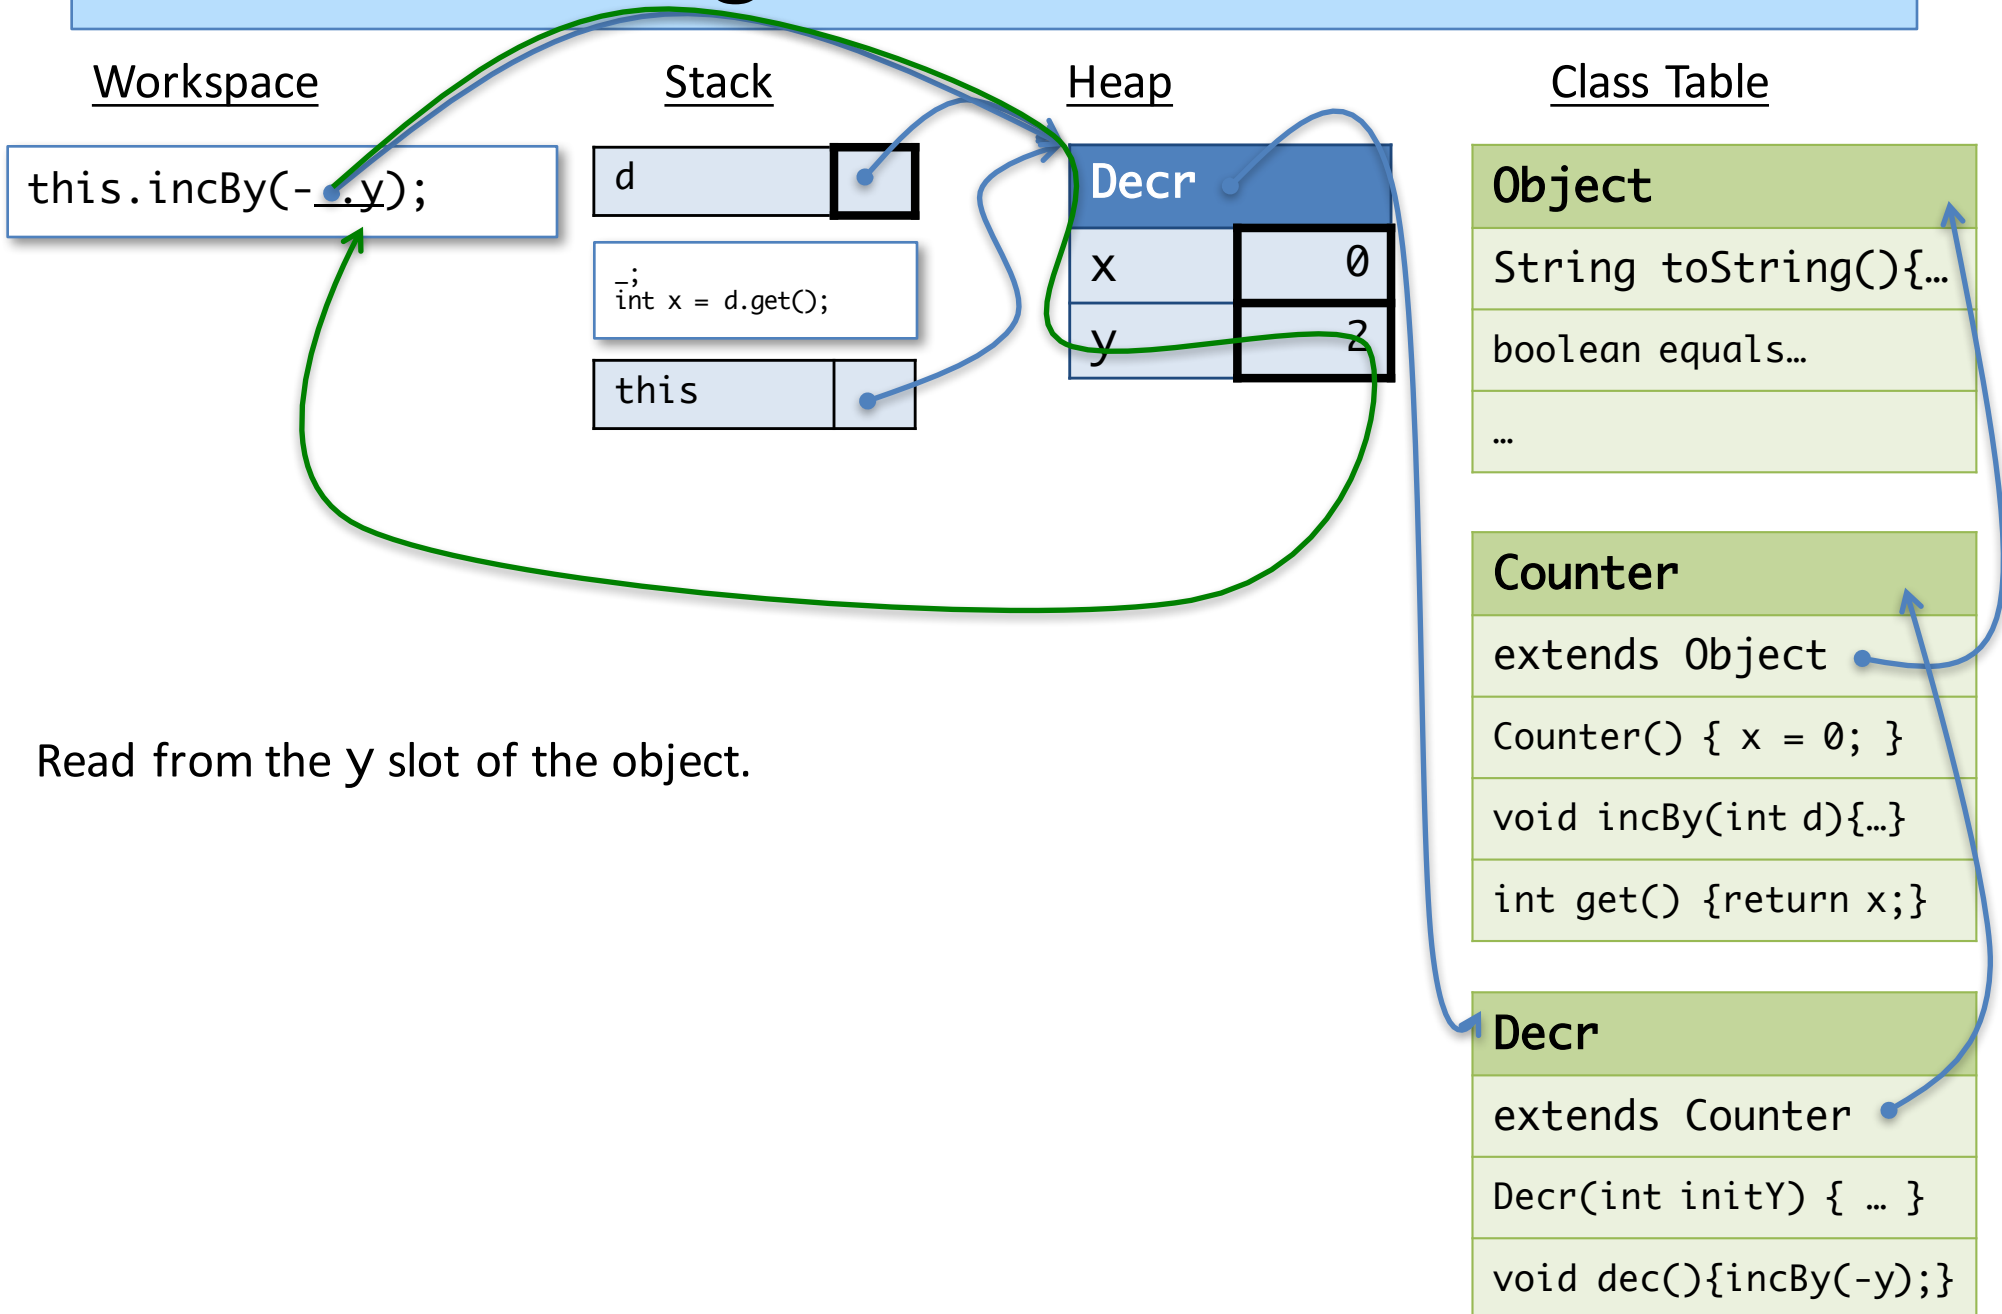 Workspace
Stack
Heap
Class Table
this.incBy(- .y);
d
_;
int x = d.get();
this
Decr
x 0
y 2
Object
String toString(){…
boolean equals…
…
Counter
extends Object
Counter() { x = 0; }
void incBy(int d){…}
int get() {return x;}
Decr
extends Counter
Decr(int initY) { … }
void dec(){incBy(-y);}
Read from the y slot of the object.